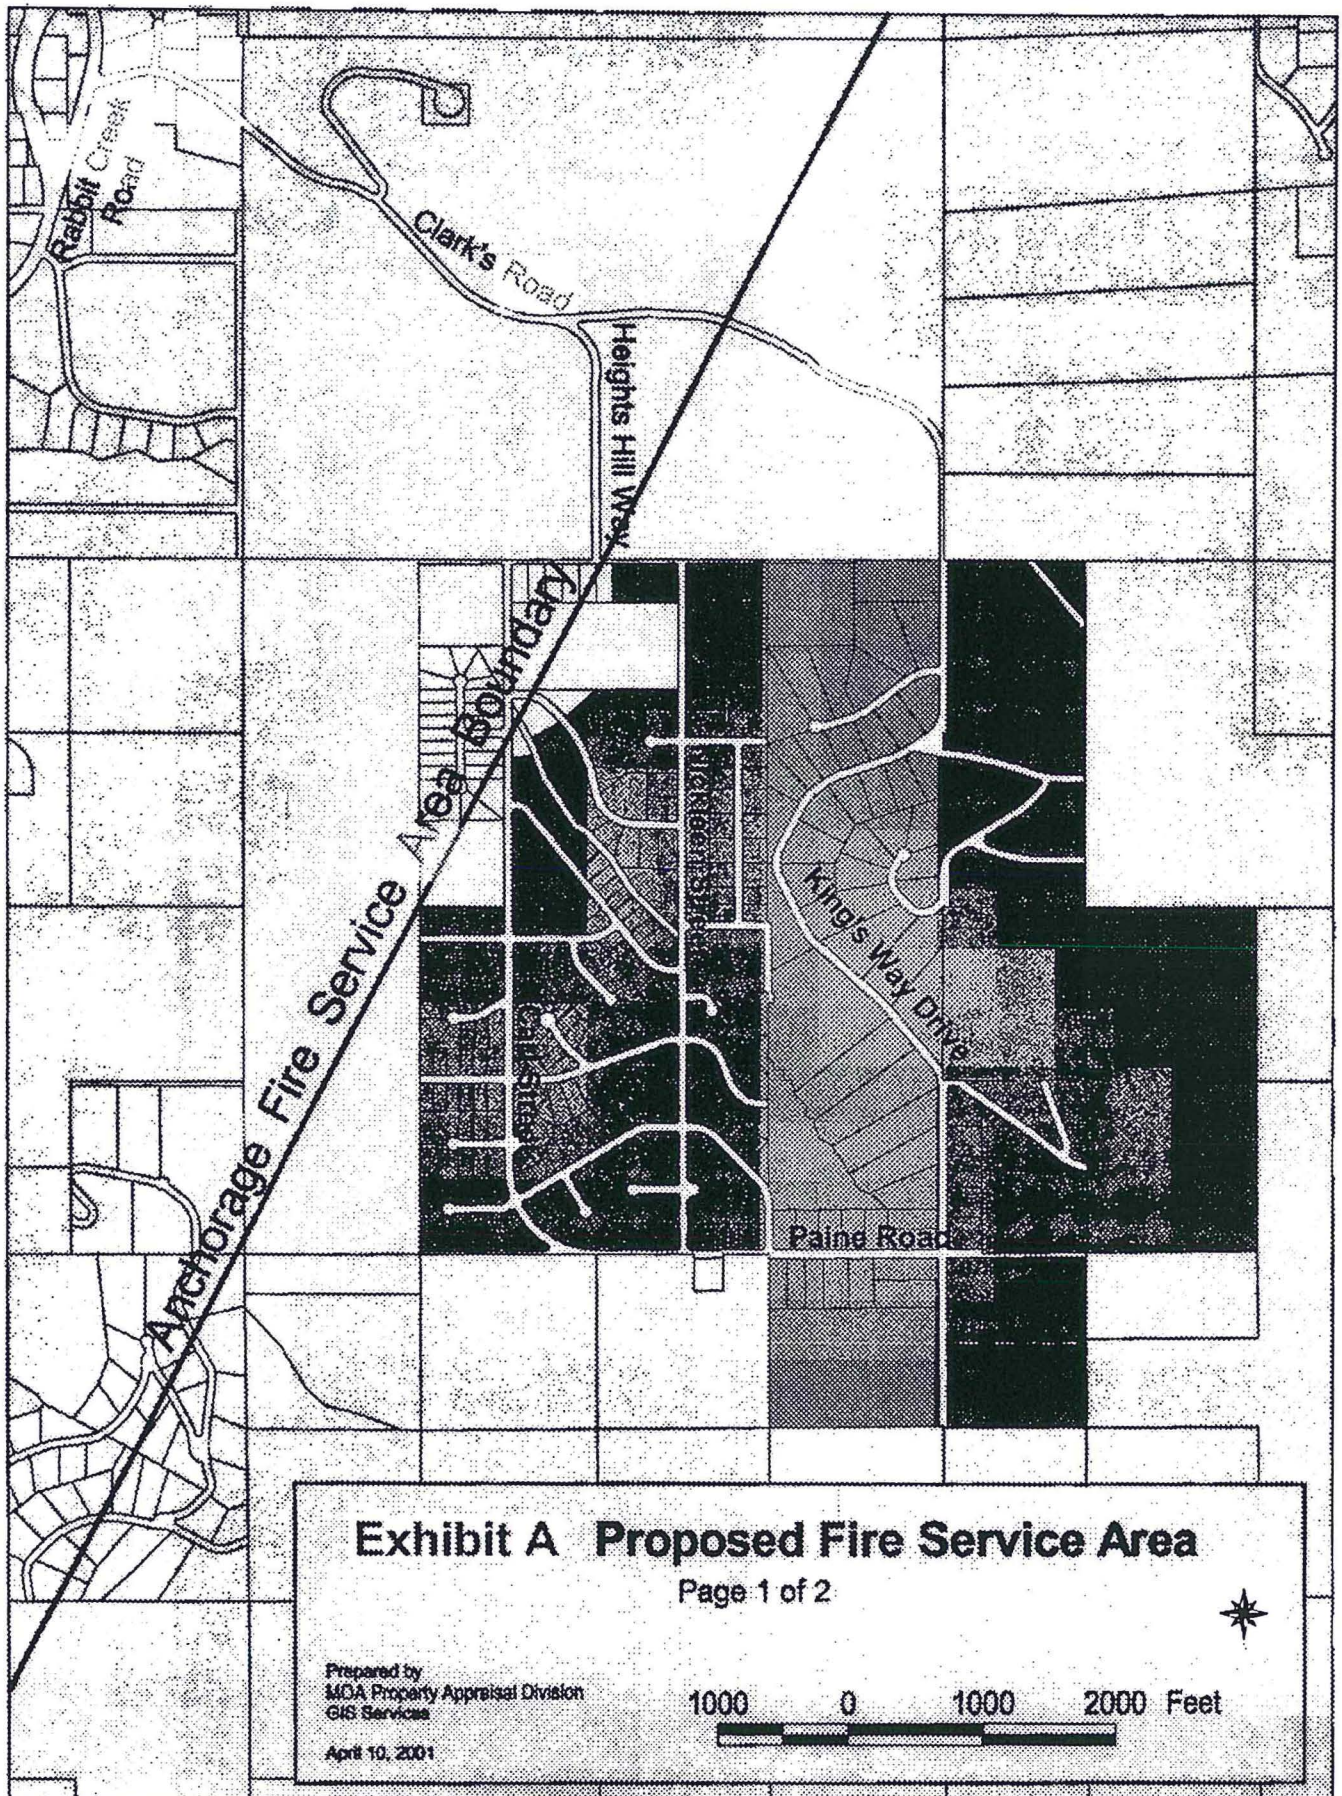 Rabbit Creek
Road
Clark's Road
Heights Hill Way
Anchorage Fire Service Area Boundary
King's Way Drive
Paine Road
Exhibit A Proposed Fire Service Area
Page 1 of 2
Prepared by
MOA Property Appraisal Division
GIS Services
April 10, 2001
1000 0 1000 2000 Feet